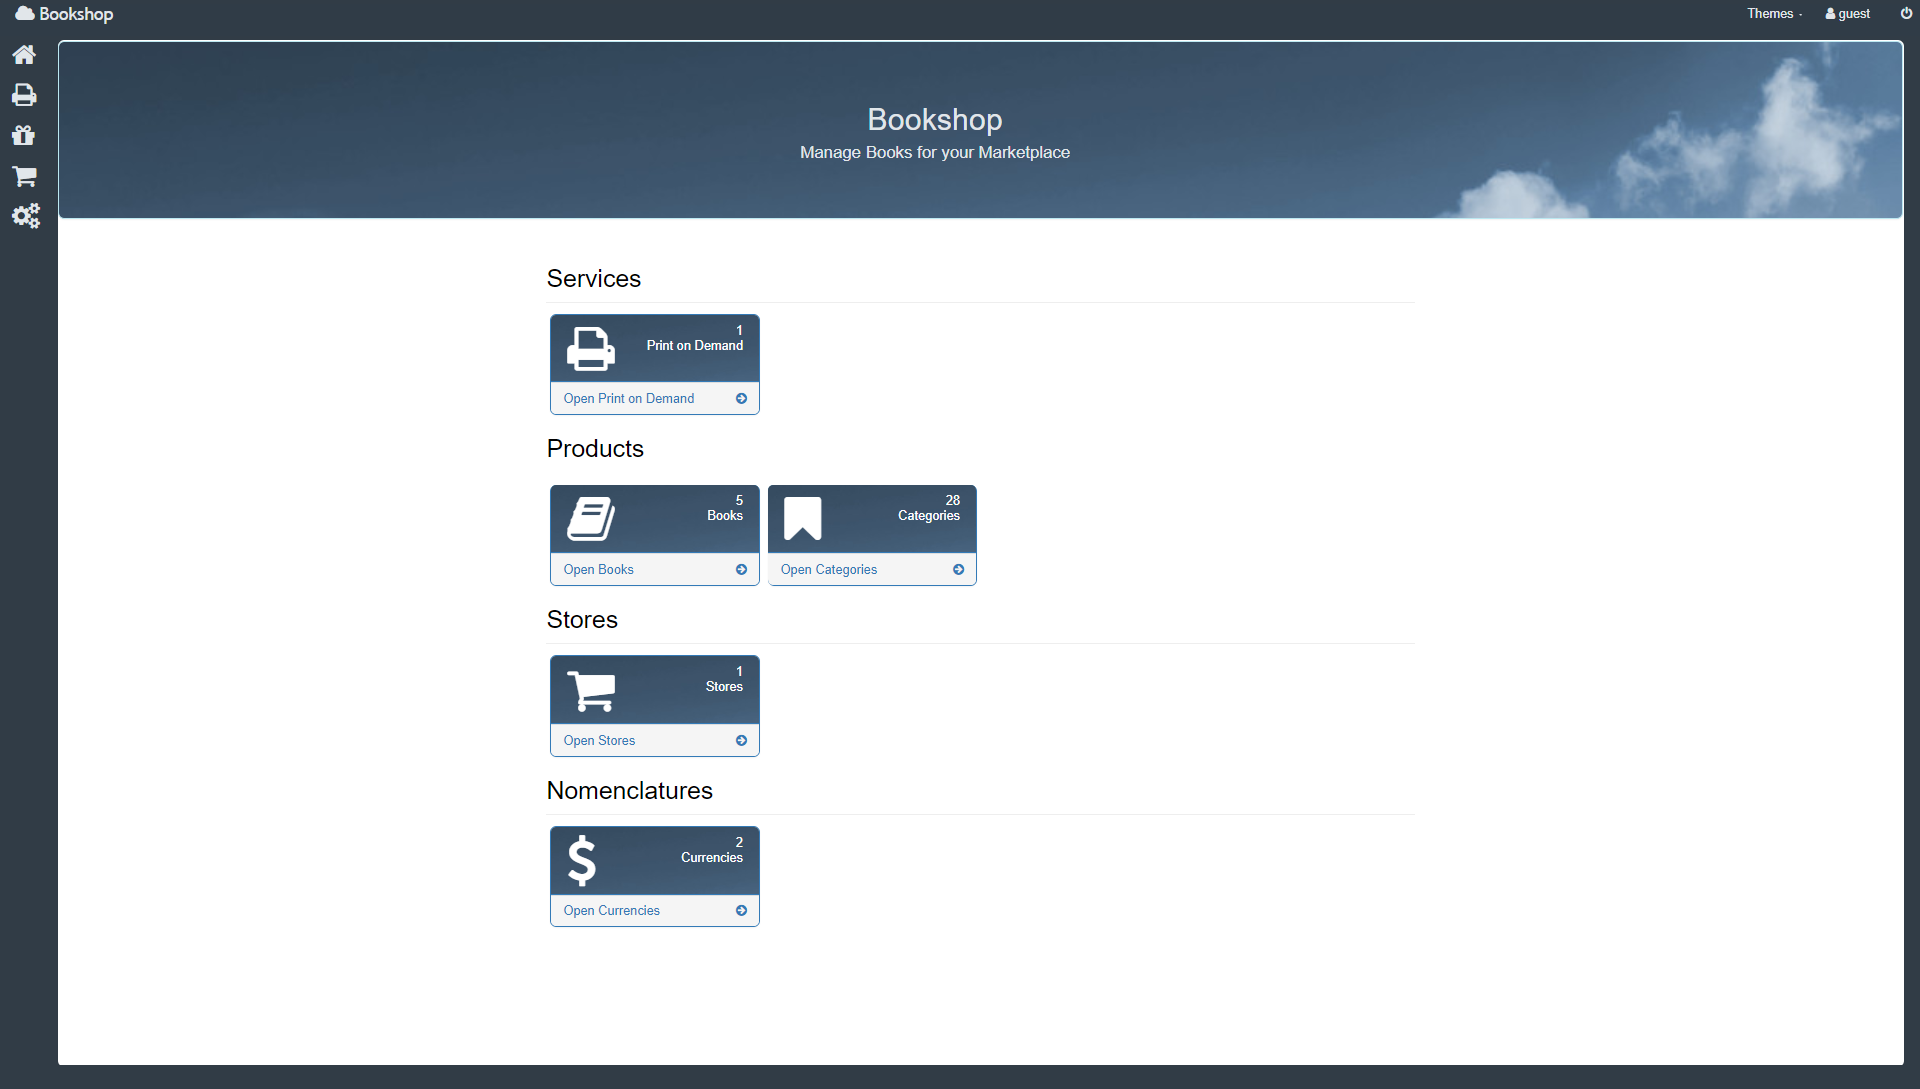 Bookshop
Themes -
guest
Bookshop
Manage Books for your Marketplace
Services
1
Print on Demand
Open Print on Demand
Products
5
Books
Open Books
28
Categories
Open Categories
Stores
1
Stores
Open Stores
Nomenclatures
2
Currencies
Open Currencies